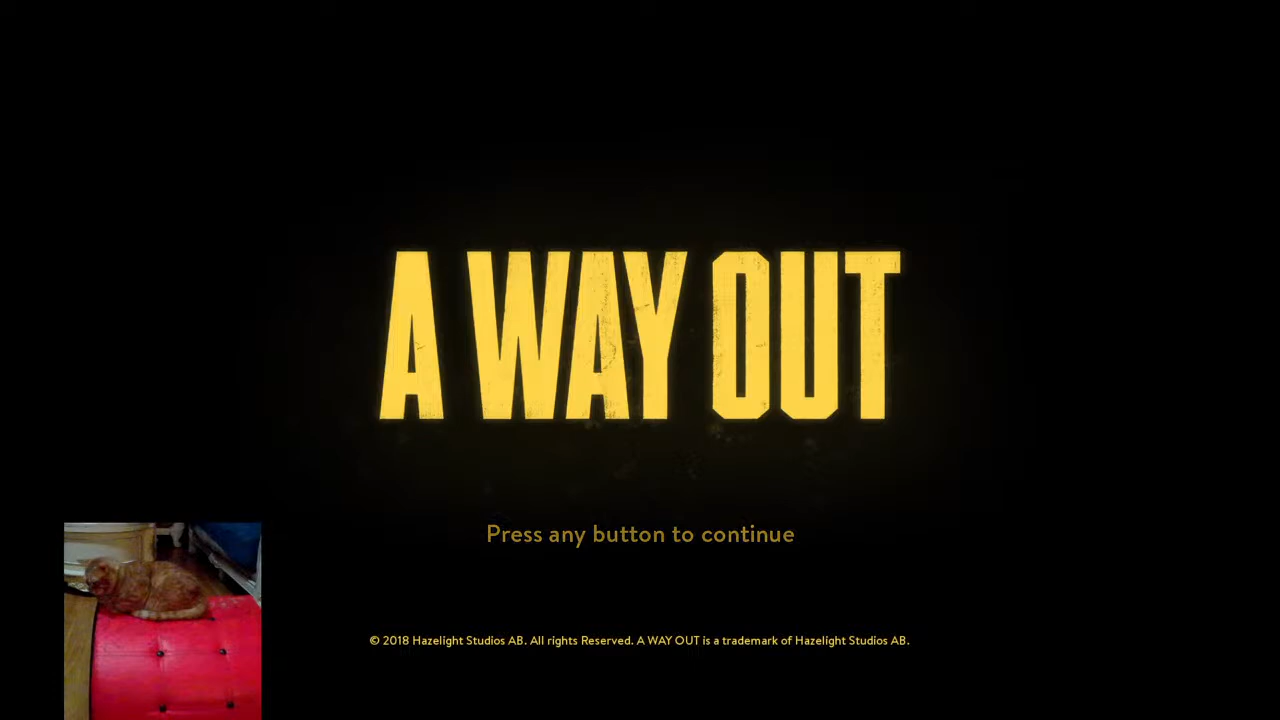 A WAY OUT
Press any button to continue
© 2018 Hazelight Studios AB. All rights Reserved. A WAY OUT is a trademark of Hazelight Studios AB.